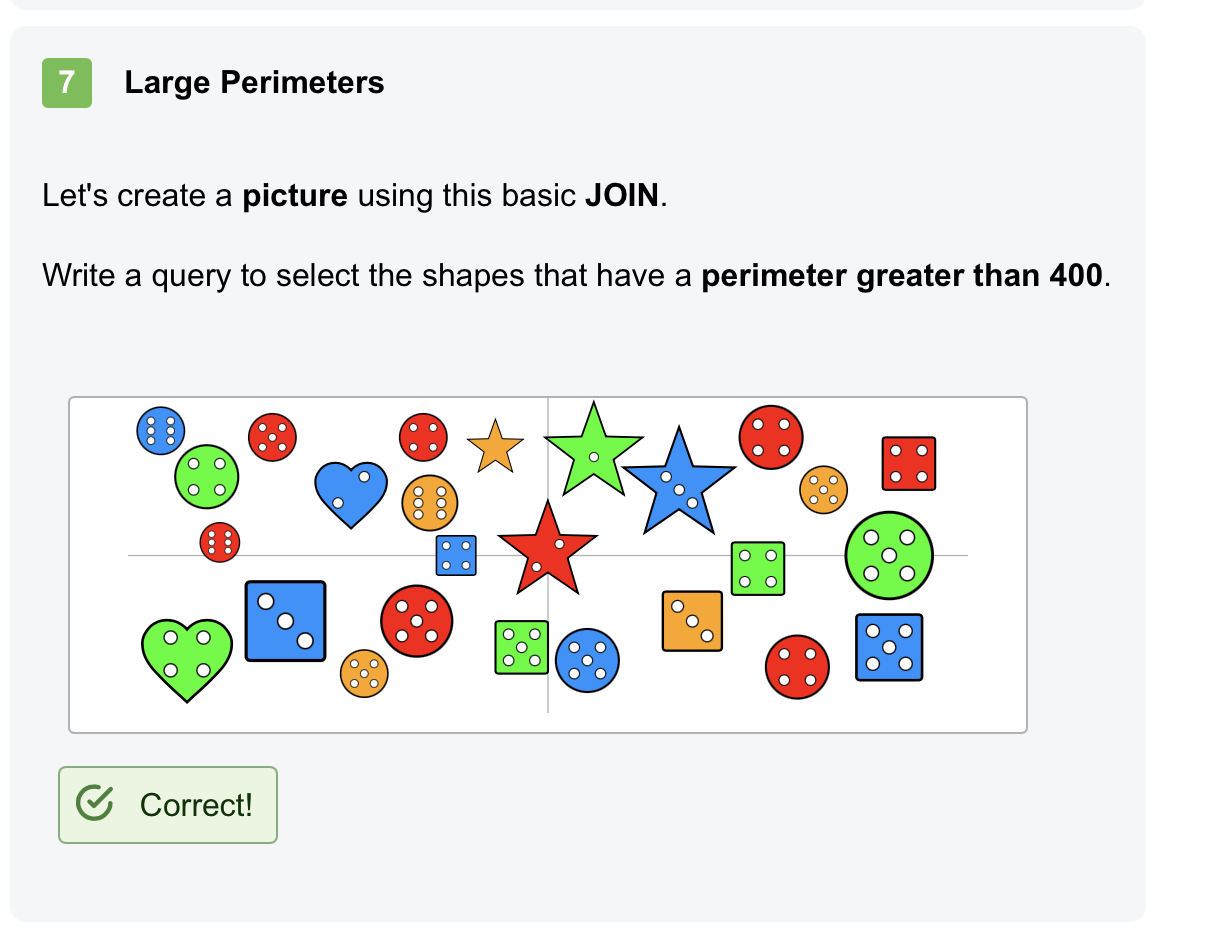 7 Large Perimeters
Let's create a picture using this basic JOIN.
Write a query to select the shapes that have a perimeter greater than 400.
Correct!